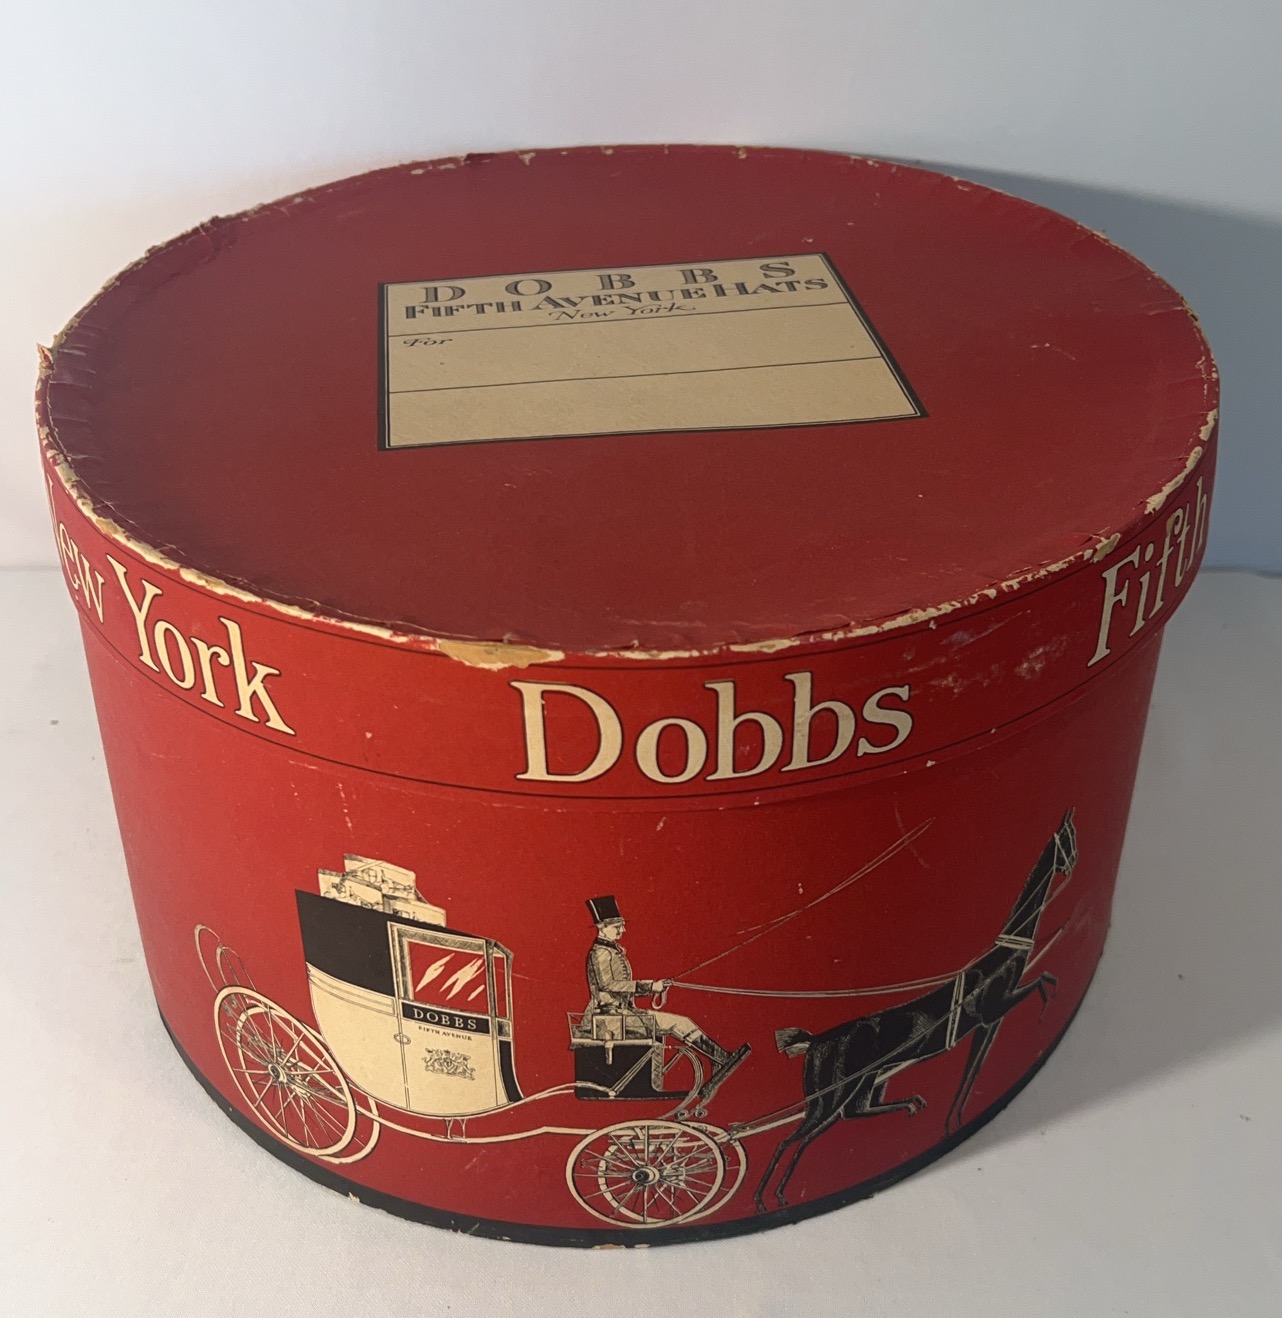 DOBBS
FIFTH AVENUE HATS
New York
For
New York
Dobbs
Fifth
DOBBS
FIFTH AVENUE